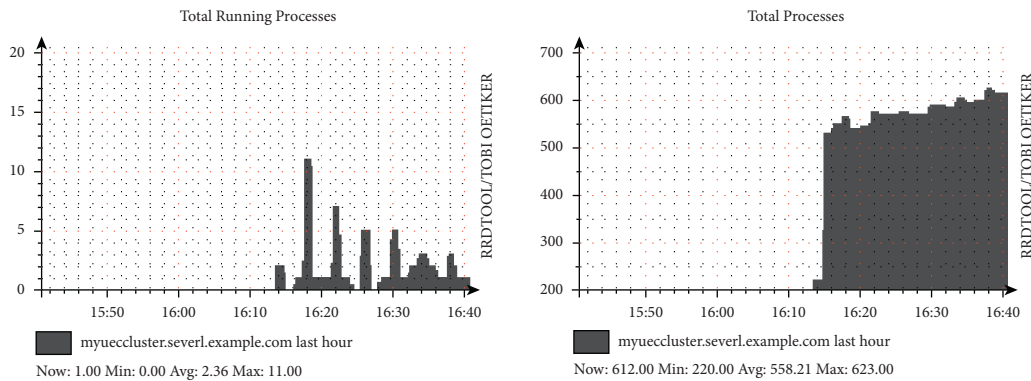 Total Running Processes
20
15
10
5
0
15:50 16:00 16:10 16:20 16:30 16:40
RRDTOOL/TOBI OETIKER
myueccluster.severl.example.com last hour
Now: 1.00 Min: 0.00 Avg: 2.36 Max: 11.00
Total Processes
700
600
500
400
300
200
15:50 16:00 16:10 16:20 16:30 16:40
RRDTOOL/TOBI OETIKER
myueccluster.severl.example.com last hour
Now: 612.00 Min: 220.00 Avg: 558.21 Max: 623.00